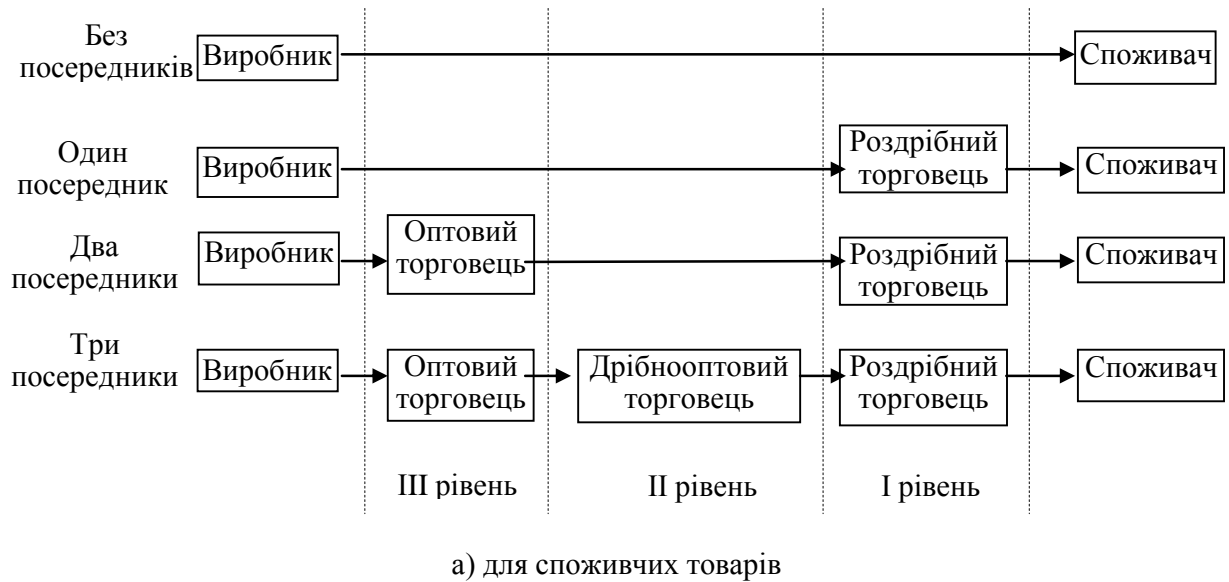 Без
посередників
Виробник
Споживач
Один
посередник
Виробник
Роздрібний
торговець
Споживач
Два
посередники
Виробник
Оптовий
торговець
Роздрібний
торговець
Споживач
Три
посередники
Виробник
Оптовий
торговець
Дрібнооптовий
торговець
Роздрібний
торговець
Споживач
III рівень
II рівень
I рівень
а) для споживчих товарів